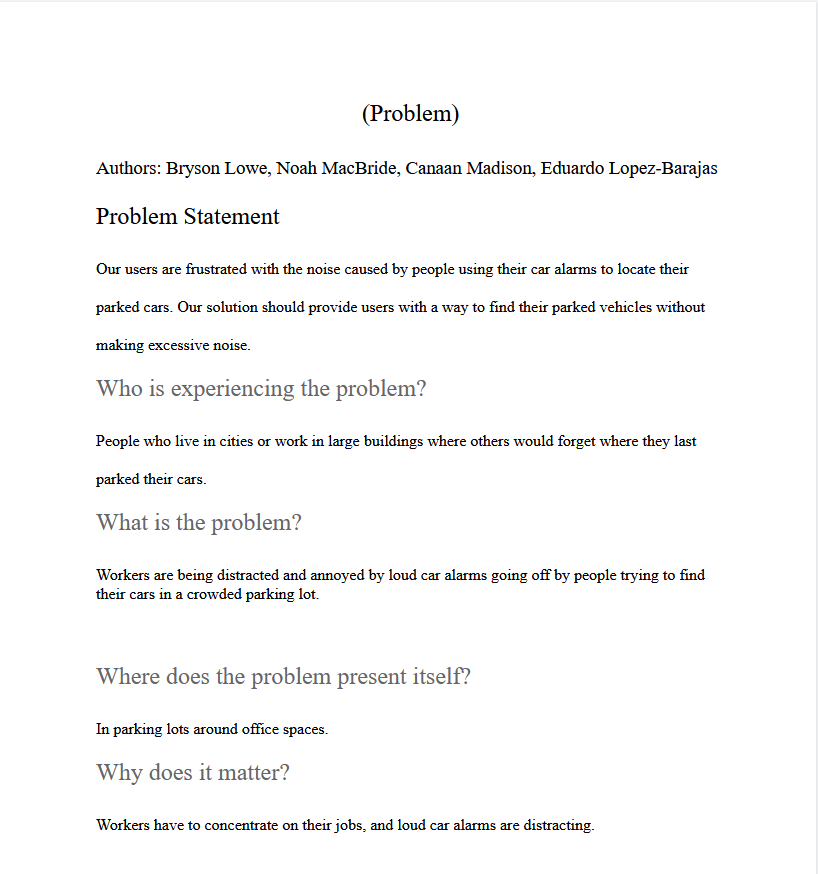 (Problem)
Authors: Bryson Lowe, Noah MacBride, Canaan Madison, Eduardo Lopez-Barajas
Problem Statement
Our users are frustrated with the noise caused by people using their car alarms to locate their
parked cars. Our solution should provide users with a way to find their parked vehicles without
making excessive noise.
Who is experiencing the problem?
People who live in cities or work in large buildings where others would forget where they last
parked their cars.
What is the problem?
Workers are being distracted and annoyed by loud car alarms going off by people trying to find
their cars in a crowded parking lot.
Where does the problem present itself?
In parking lots around office spaces.
Why does it matter?
Workers have to concentrate on their jobs, and loud car alarms are distracting.